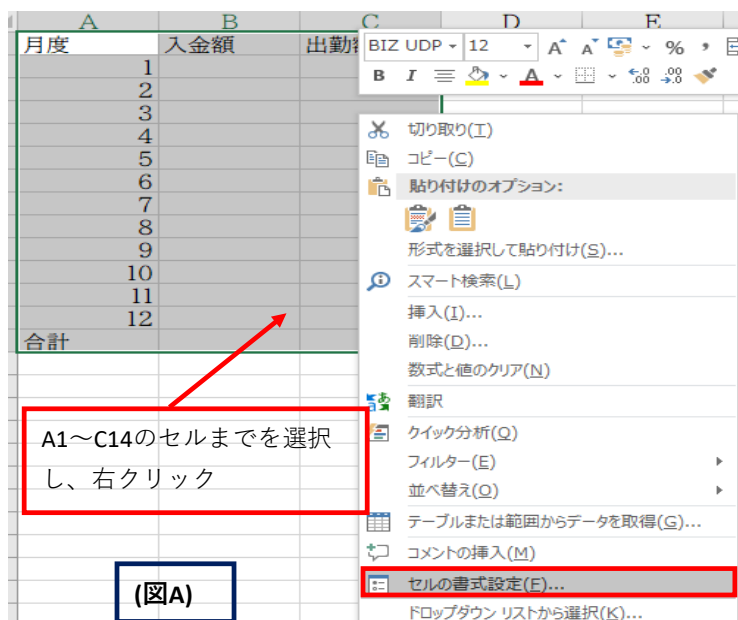 A B C D E
月度 入金額 出勤
BIZ UDP 12 A A % ,
B I A .00 .00
1
2
3
4
5
6
7
8
9
10
11
12
合計
切り取り(T)
コピー(C)
貼り付けのオプション:
形式を選択して貼り付け(S)...
スマート検索(L)
挿入(I)...
削除(D)...
数式と値のクリア(N)
翻訳
クイック分析(Q)
フィルター(E)
並べ替え(O)
テーブルまたは範囲からデータを取得(G)...
コメントの挿入(M)
セルの書式設定(F)...
ドロップダウン リストから選択(K)...
A1～C14のセルまでを選択
し、右クリック
(図A)